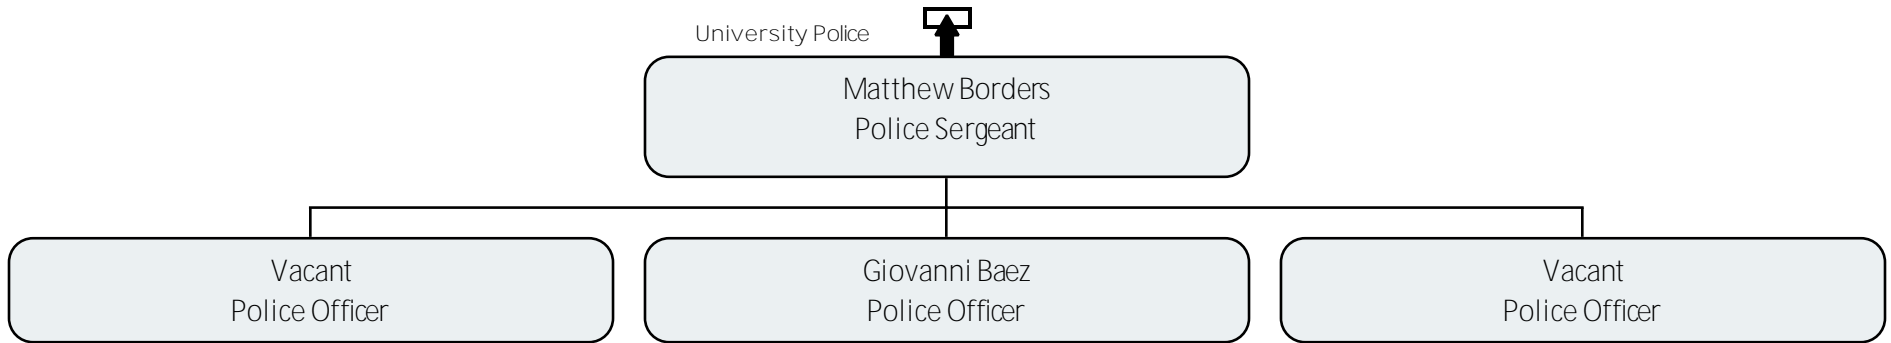 University Police
Matthew Borders
Police Sergeant
Vacant
Police Officer
Giovanni Baez
Police Officer
Vacant
Police Officer